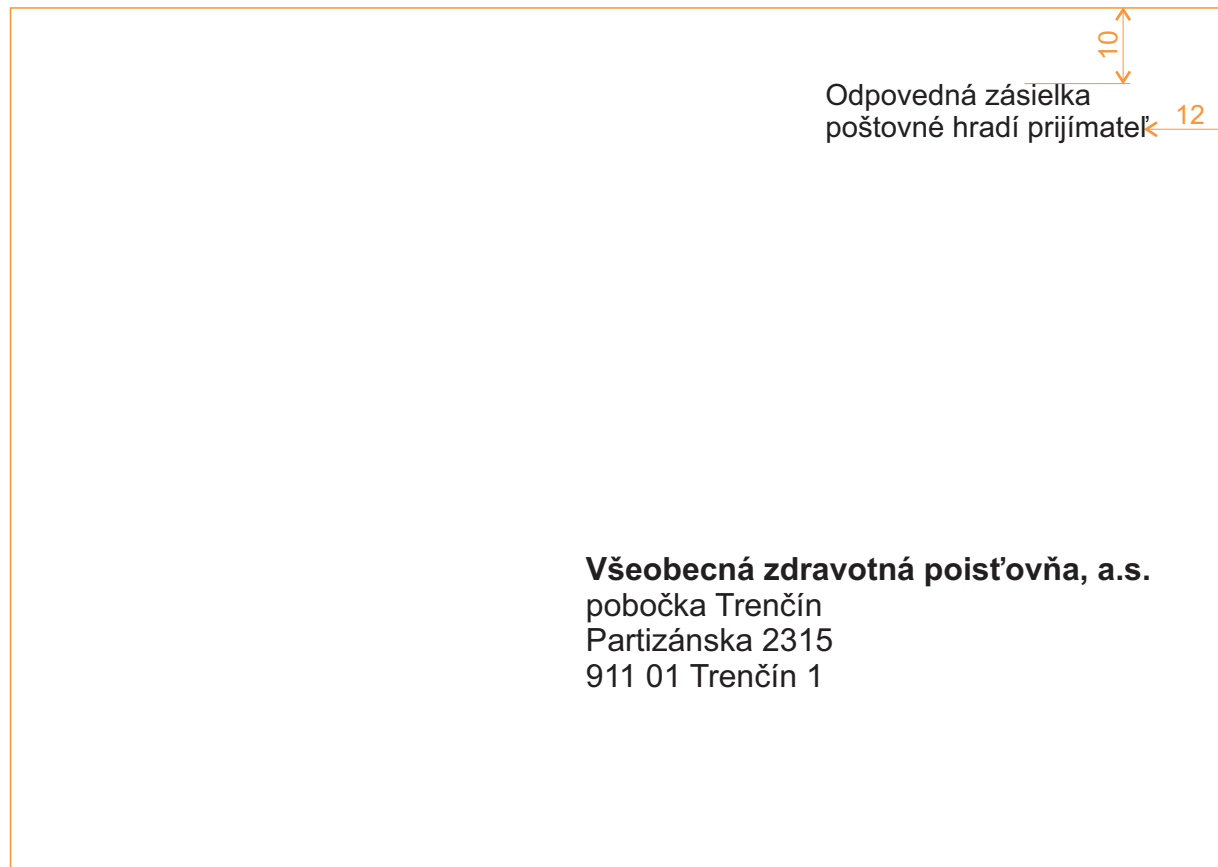 10
Odpovedná zásielka
poštovné hradí prijímateľ
12
Všeobecná zdravotná poisťovňa, a.s.
pobočka Trenčín
Partizánska 2315
911 01 Trenčín 1